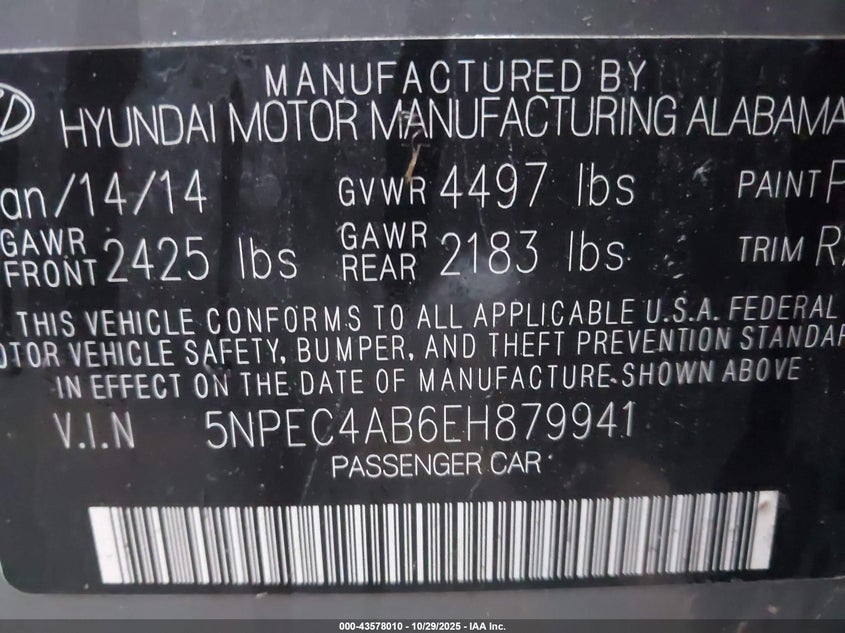 MANUFACTURED BY
HYUNDAI MOTOR MANUFACTURING ALABAMA
an/14/14 GVWR 4497 lbs PAINT
GAWR FRONT 2425 lbs GAWR REAR 2183 lbs TRIM R
THIS VEHICLE CONFORMS TO ALL APPLICABLE U.S.A. FEDERAL
OTOR VEHICLE SAFETY, BUMPER, AND THEFT PREVENTION STANDAR
IN EFFECT ON THE DATE OF MANUFACTURE SHOWN ABOVE
V.I.N 5NPEC4AB6EH879941
PASSENGER CAR
000-43578010 - 10/29/2025 - IAA Inc.